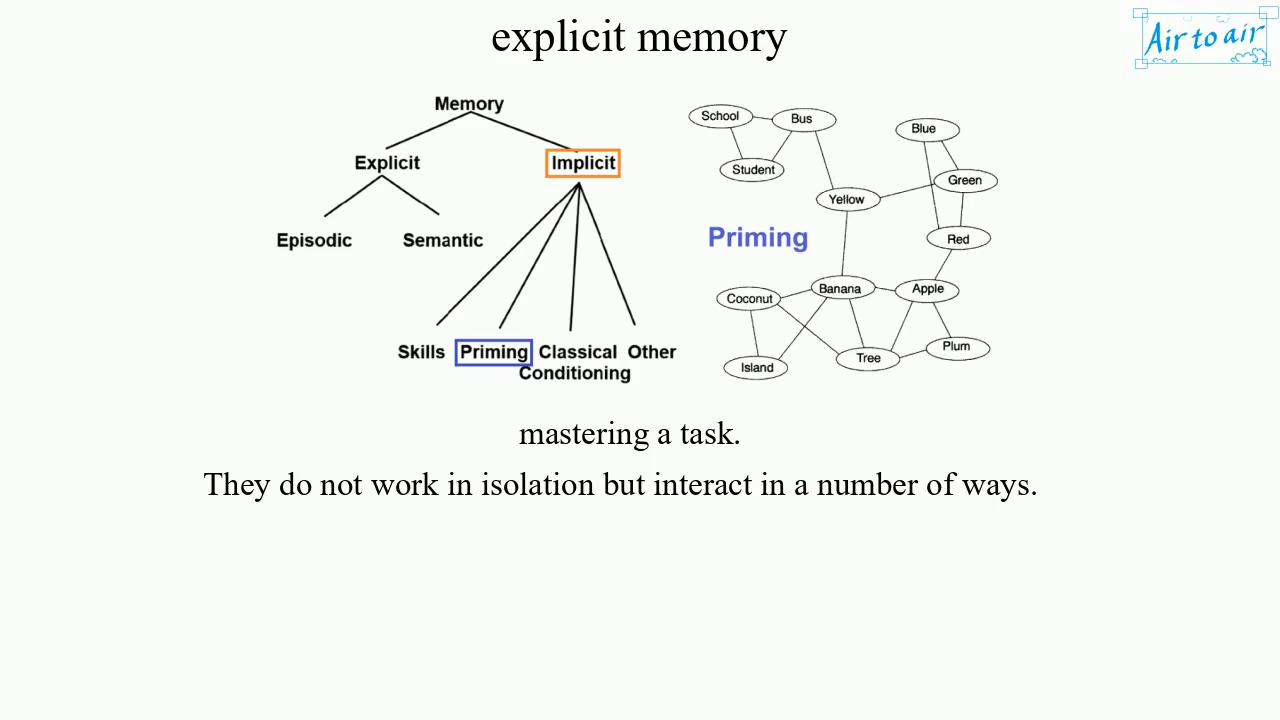 explicit memory
Air to air
Memory
Explicit
Implicit
Episodic
Semantic
Skills
Priming
Classical
Conditioning
Other
School
Bus
Student
Blue
Green
Yellow
Red
Priming
Coconut
Banana
Apple
Island
Tree
Plum
mastering a task.
They do not work in isolation but interact in a number of ways.